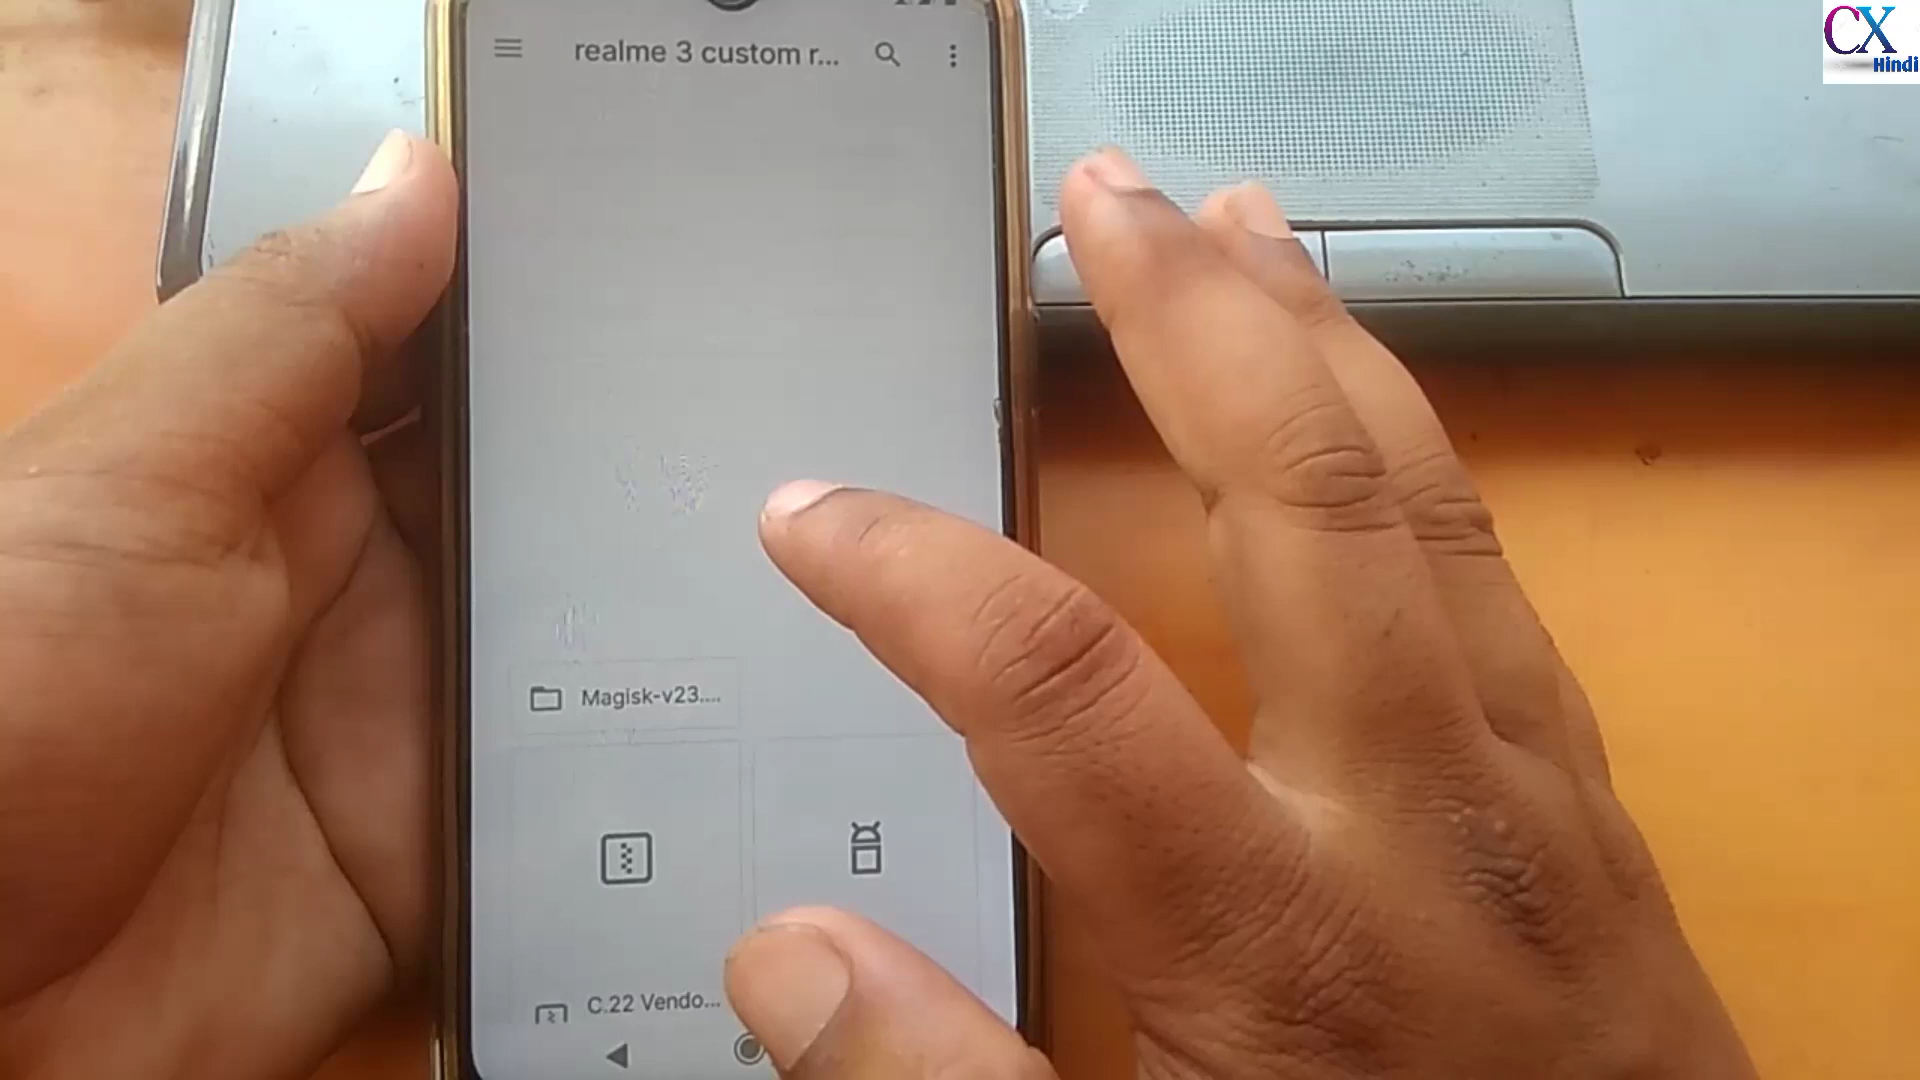 realme 3 custom r...
CX
Hindi
Magisk-v23....
C.22 Vendo...